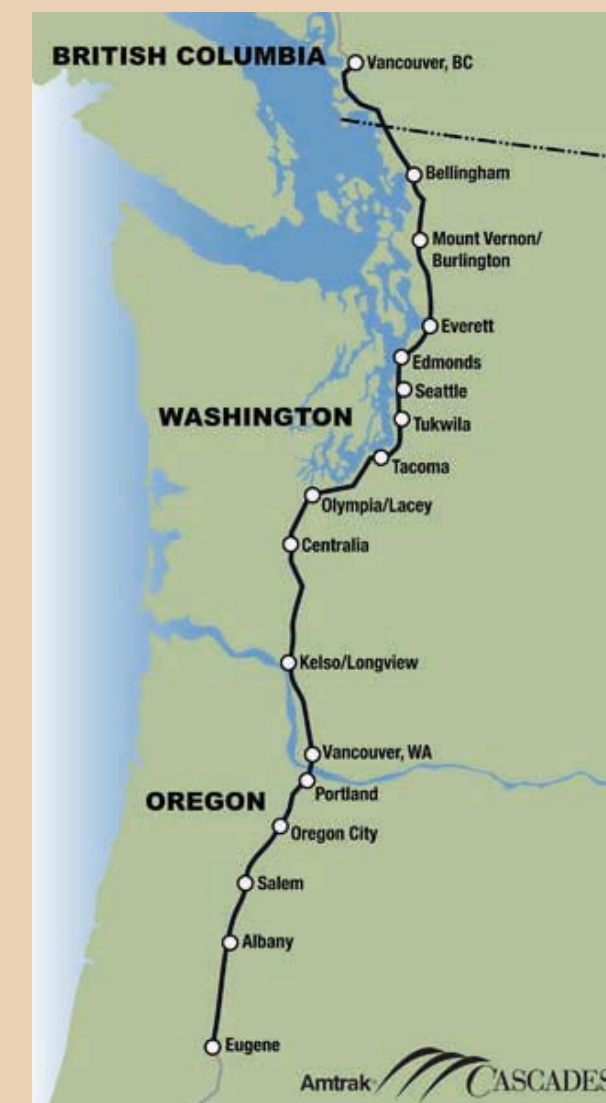 BRITISH COLUMBIA
Vancouver, BC
Bellingham
Mount Vernon/
Burlington
Everett
Edmonds
Seattle
WASHINGTON
Tukwila
Tacoma
Olympia/Lacey
Centralia
Kelso/Longview
Vancouver, WA
Portland
OREGON
Oregon City
Salem
Albany
Eugene
Amtrak CASCADES